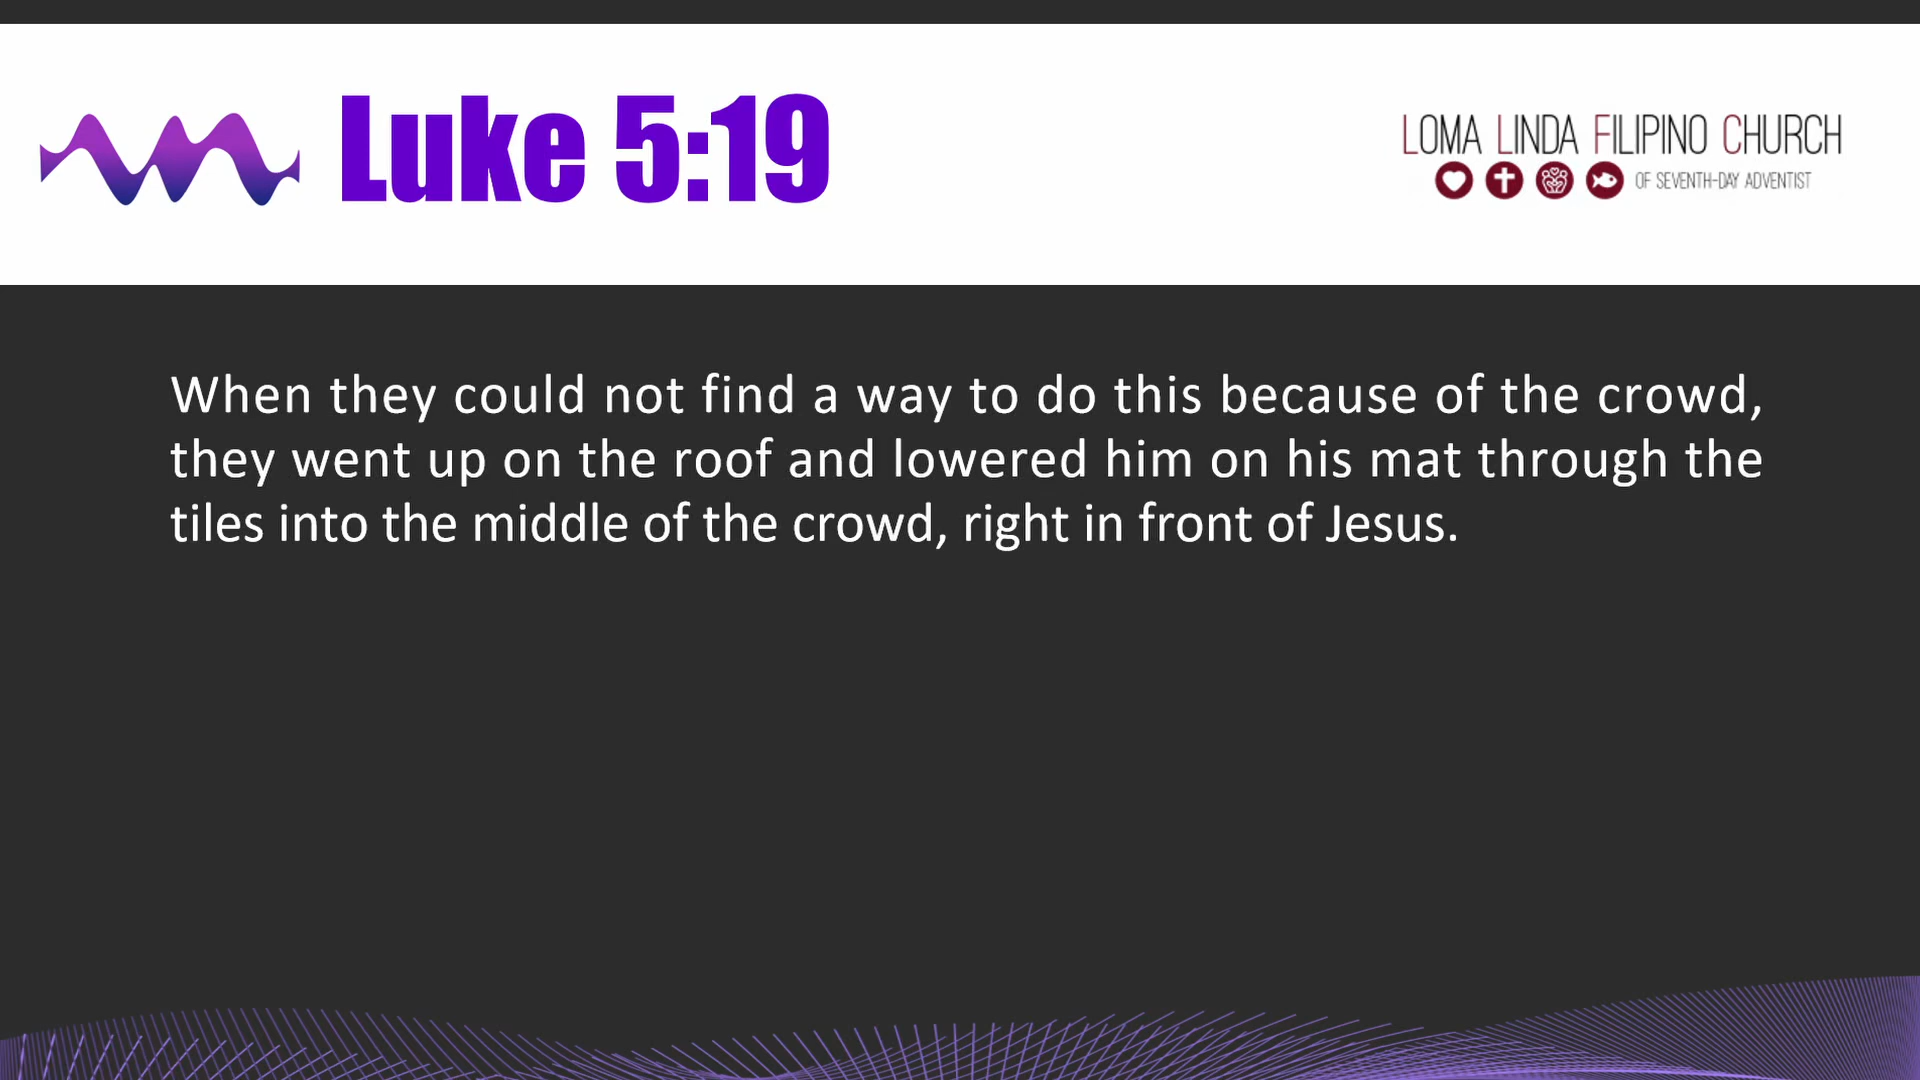 Luke 5:19
LOMA LINDA FILIPINO CHURCH
OF SEVENTH-DAY ADVENTIST
When they could not find a way to do this because of the crowd,
they went up on the roof and lowered him on his mat through the
tiles into the middle of the crowd, right in front of Jesus.